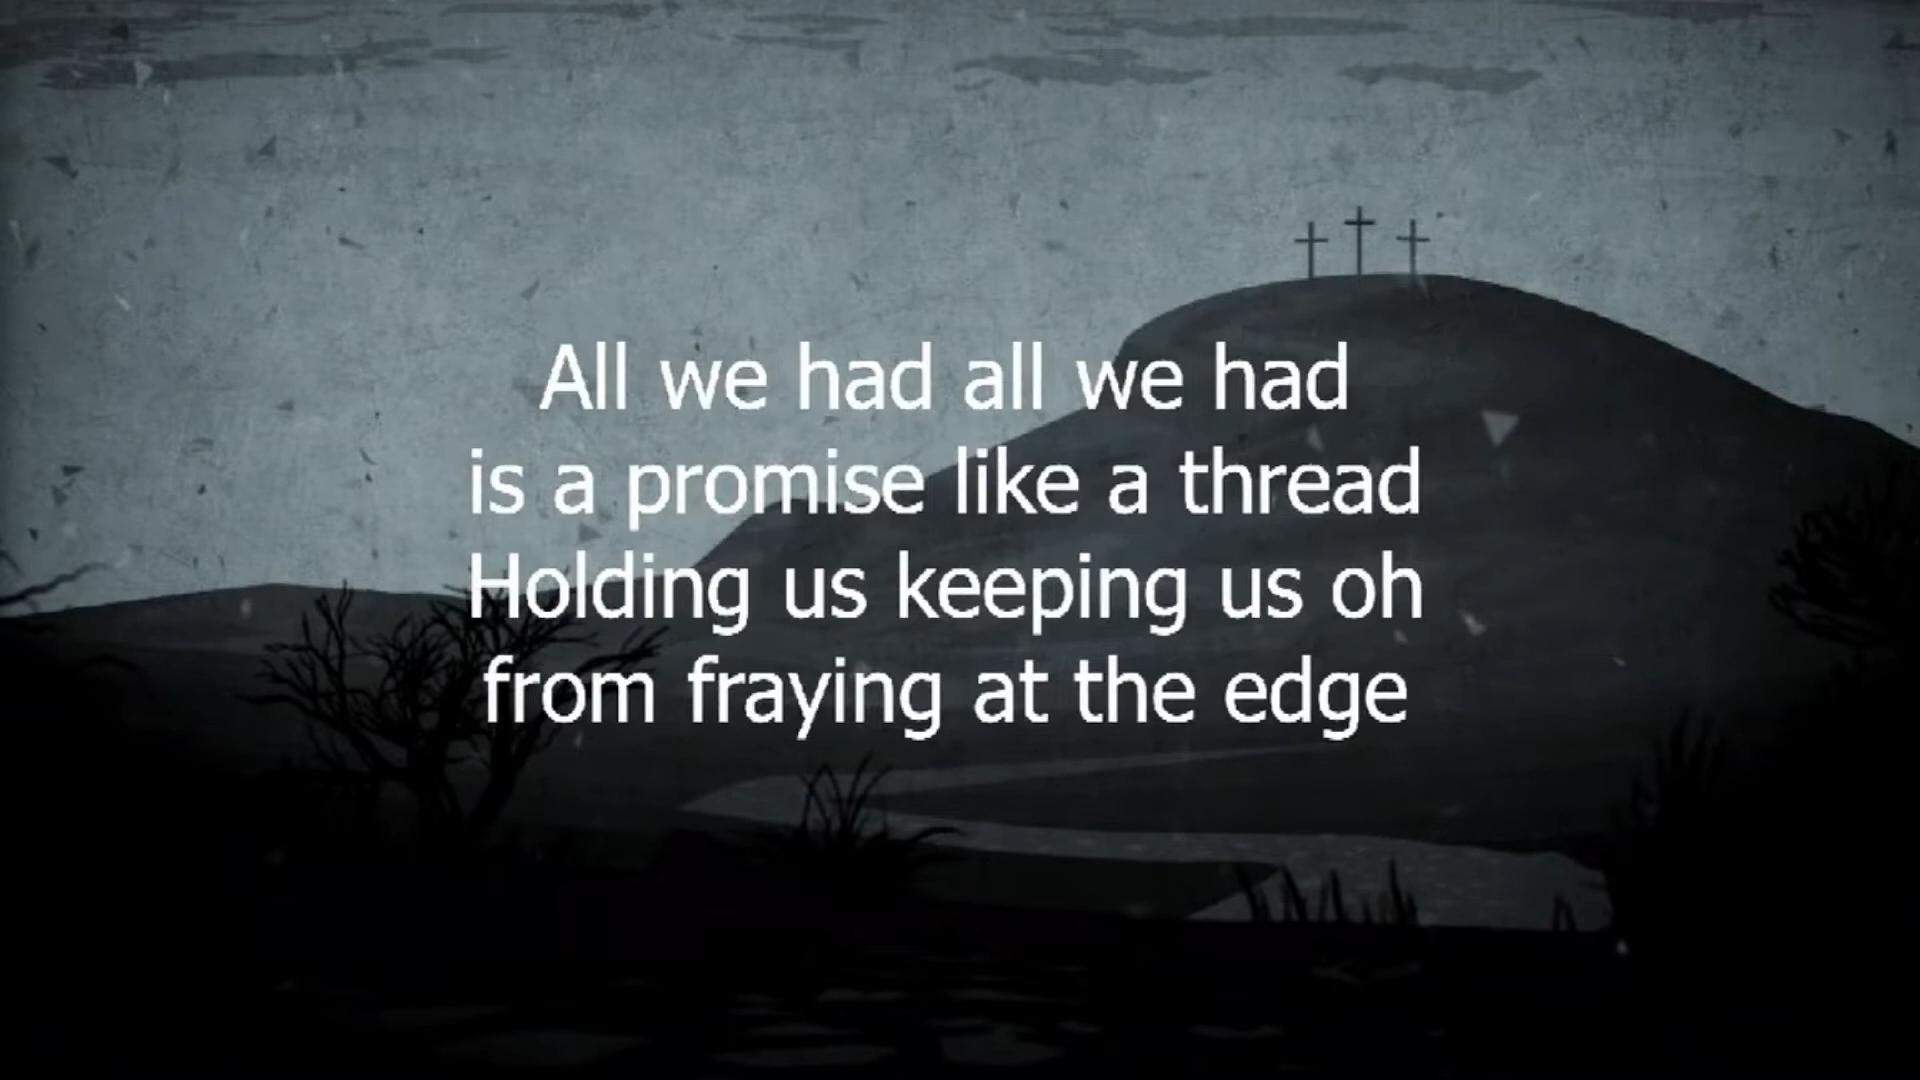 All we had all we had
is a promise like a thread
Holding us keeping us oh
from fraying at the edge